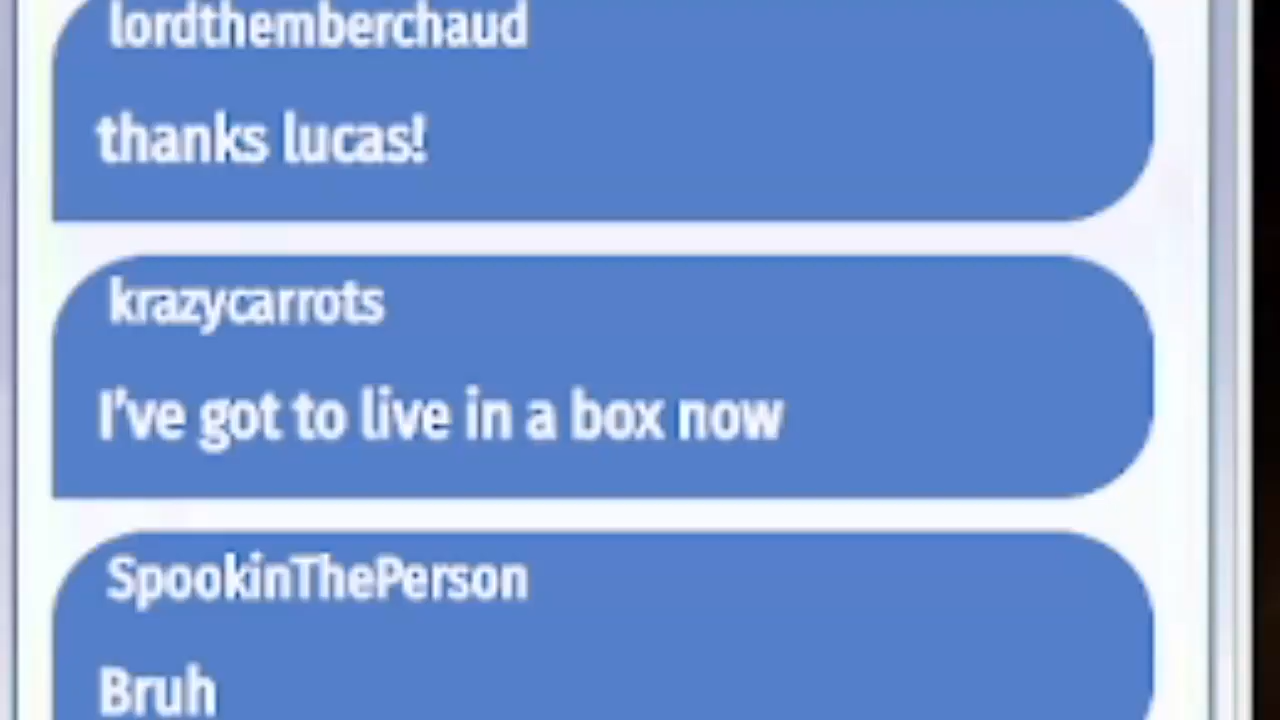 lordthemberchaud
thanks lucas!
krazycarrots
I've got to live in a box now
SpookinThePerson
Bruh